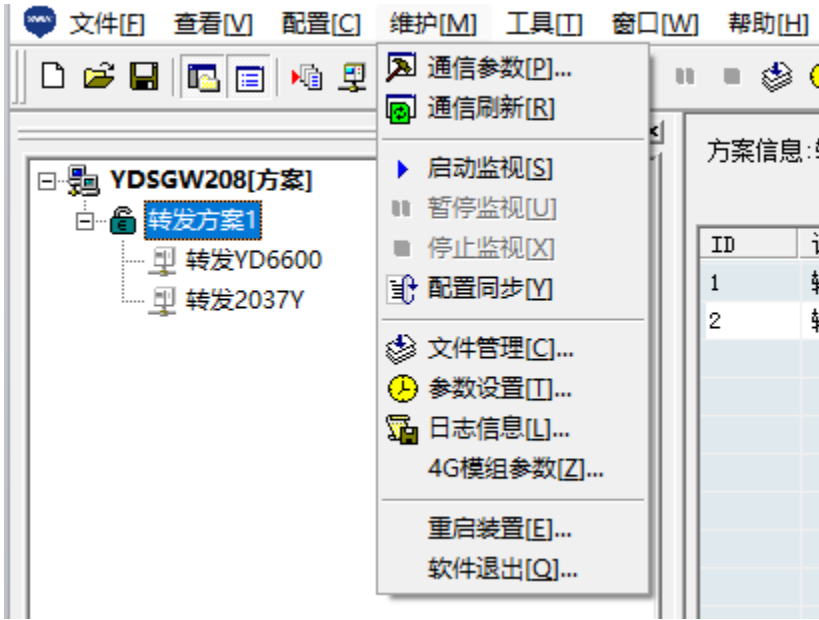 文件[F] 查看[V] 配置[C] 维护[M] 工具[T] 窗口[W] 帮助[H]
通信参数[P]...
通信刷新[R]
启动监视[S]
暂停监视[U]
停止监视[X]
配置同步[Y]
文件管理[C]...
参数设置[T]...
日志信息[L]...
4G模组参数[Z]...
重启装置[E]...
软件退出[Q]...
YDSGW208[方案]
转发方案1
转发YD6600
转发2037Y
方案信息:
ID
1
2